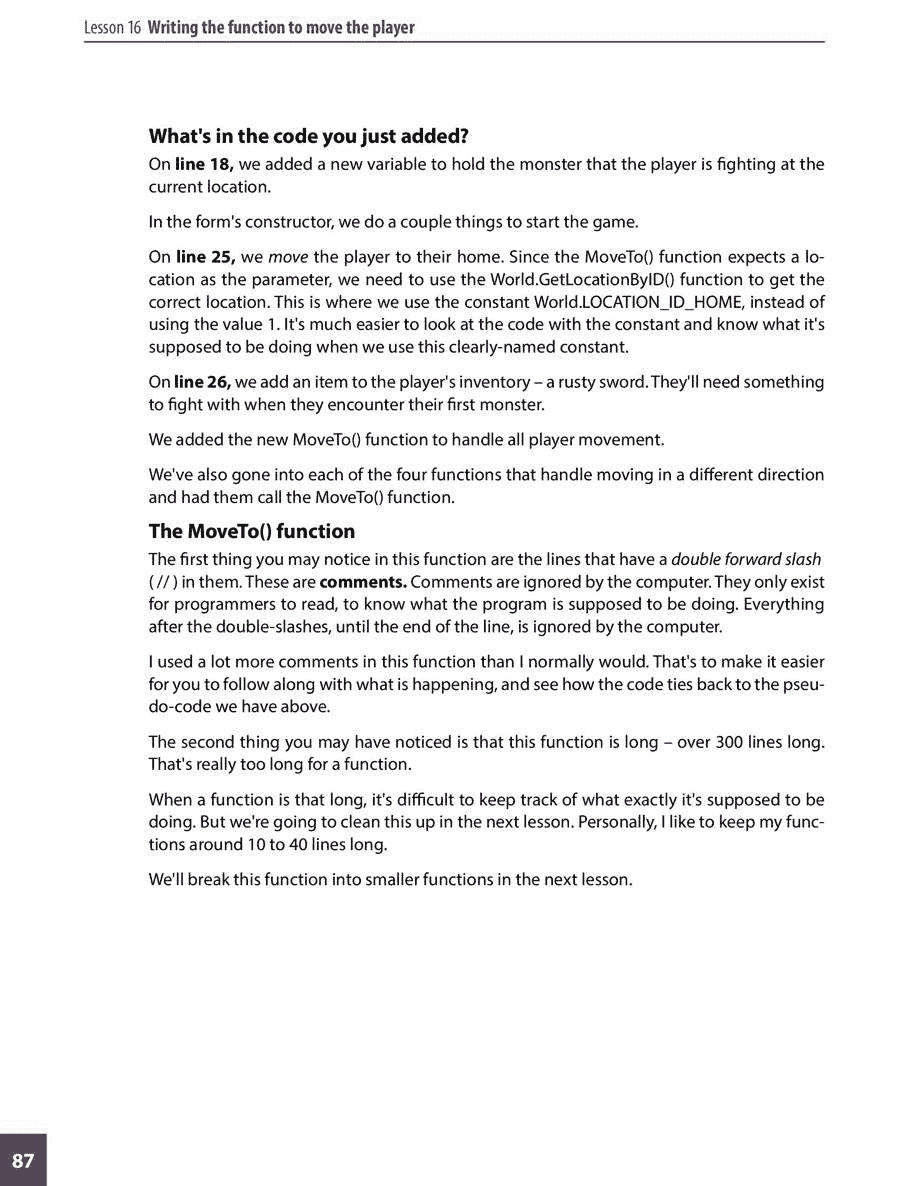 Lesson 16 Writing the function to move the player
What's in the code you just added?
On line 18, we added a new variable to hold the monster that the player is fighting at the
current location.
In the form's constructor, we do a couple things to start the game.
On line 25, we move the player to their home. Since the MoveTo() function expects a lo-
cation as the parameter, we need to use the World.GetLocationByID() function to get the
correct location. This is where we use the constant World.LOCATION_ID_HOME, instead of
using the value 1. It's much easier to look at the code with the constant and know what it's
supposed to be doing when we use this clearly-named constant.
On line 26, we add an item to the player's inventory – a rusty sword. They'll need something
to fight with when they encounter their first monster.
We added the new MoveTo() function to handle all player movement.
We've also gone into each of the four functions that handle moving in a different direction
and had them call the MoveTo() function.
The MoveTo() function
The first thing you may notice in this function are the lines that have a double forward slash
( // ) in them. These are comments. Comments are ignored by the computer. They only exist
for programmers to read, to know what the program is supposed to be doing. Everything
after the double-slashes, until the end of the line, is ignored by the computer.
I used a lot more comments in this function than I normally would. That's to make it easier
for you to follow along with what is happening, and see how the code ties back to the pseu-
do-code we have above.
The second thing you may have noticed is that this function is long – over 300 lines long.
That's really too long for a function.
When a function is that long, it's difficult to keep track of what exactly it's supposed to be
doing. But we're going to clean this up in the next lesson. Personally, I like to keep my func-
tions around 10 to 40 lines long.
We'll break this function into smaller functions in the next lesson.
87